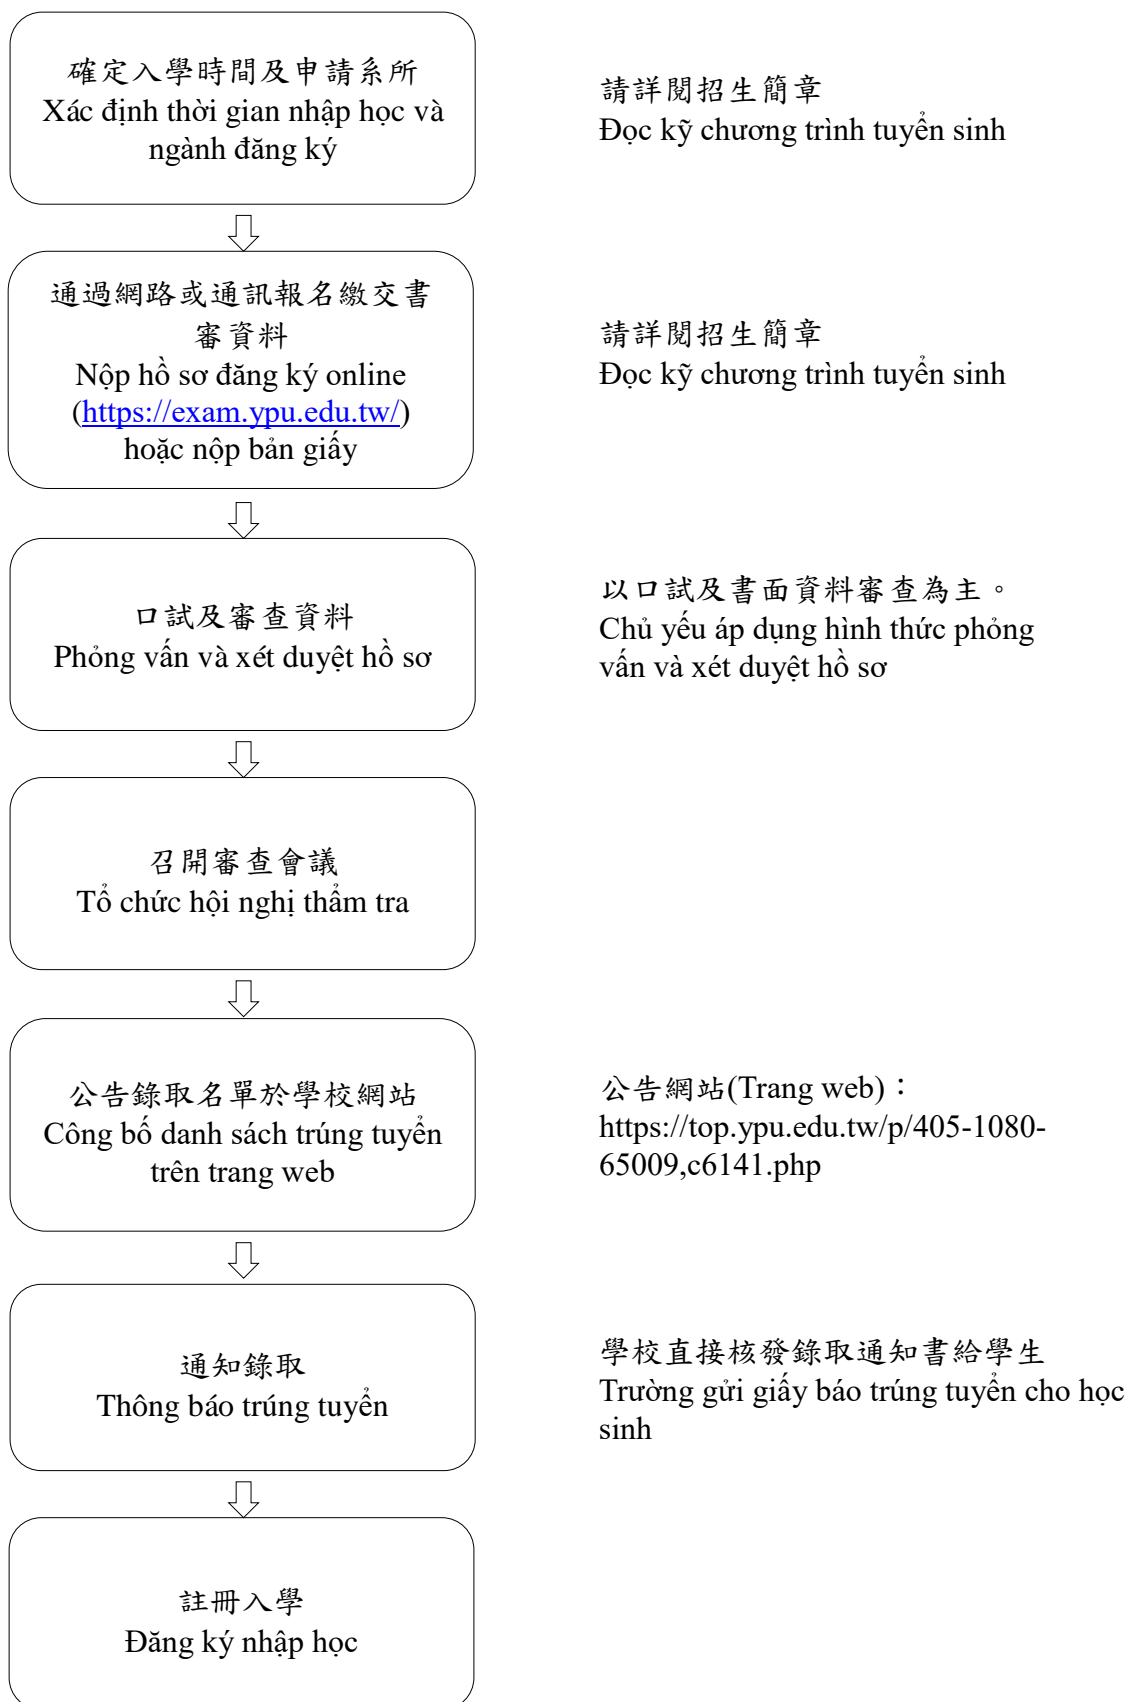 確定入學時間及申請系所
Xác định thời gian nhập học và
ngành đăng ký
請詳閱招生簡章
Đọc kỹ chương trình tuyển sinh
通過網路或通訊報名繳交書
審資料
Nộp hồ sơ đăng ký online
(https://exam.ypu.edu.tw/)
hoặc nộp bản giấy
請詳閱招生簡章
Đọc kỹ chương trình tuyển sinh
口試及審查資料
Phỏng vấn và xét duyệt hồ sơ
以口試及書面資料審查為主。
Chủ yếu áp dụng hình thức phỏng
vấn và xét duyệt hồ sơ
召開審查會議
Tổ chức hội nghị thẩm tra
公告錄取名單於學校網站
Công bố danh sách trúng tuyển
trên trang web
公告網站(Trang web)：
https://top.ypu.edu.tw/p/405-1080-
65009,c6141.php
通知錄取
Thông báo trúng tuyển
學校直接核發錄取通知書給學生
Trường gửi giấy báo trúng tuyển cho học
sinh
註冊入學
Đăng ký nhập học